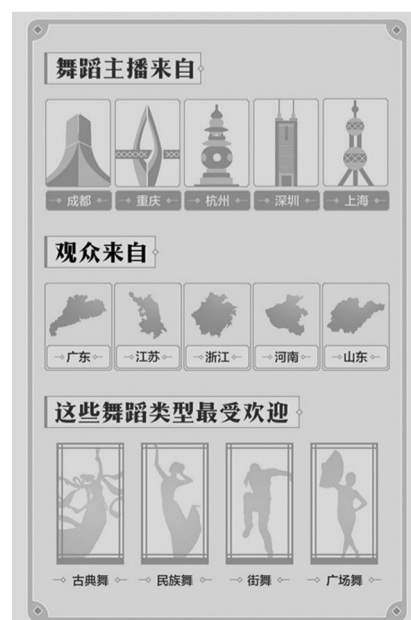 舞蹈主播来自
成都 重庆 杭州 深圳 上海
观众来自
广东 江苏 浙江 河南 山东
这些舞蹈类型最受欢迎
古典舞 民族舞 街舞 广场舞